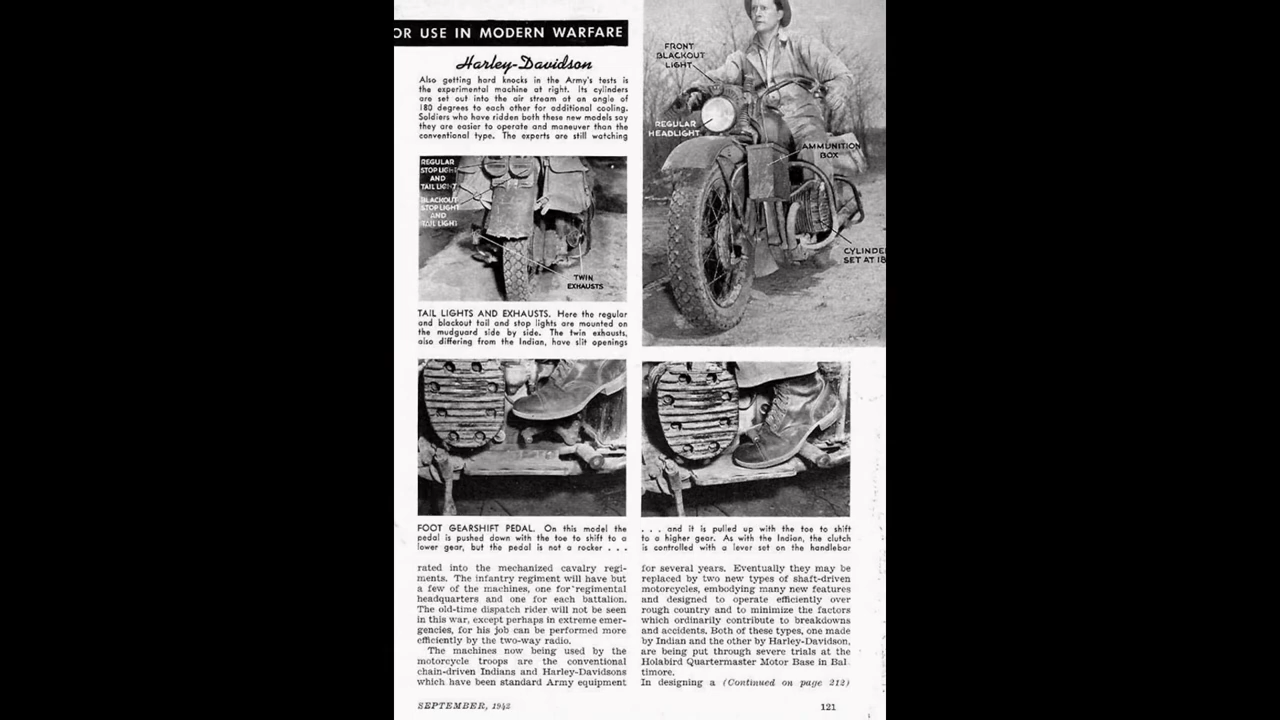 OR USE IN MODERN WARFARE
Harley-Davidson
Also getting hard knocks in the Army's tests is
the experimental machine at right. Its cylinders
are set out into the air stream at an angle of
180 degrees to each other for additional cooling.
Soldiers who have ridden both these new models say
they are easier to operate and maneuver than the
conventional type. The experts are still watching
FRONT
BLACKOUT
LIGHT
REGULAR
HEADLIGHT
AMMUNITION
BOX
CYLINDE
SET AT 18
REGULAR
STOP LIGHT
AND
TAIL LIGHT
BLACKOUT
STOP LIGHT
AND
TAIL LIGHT
TWIN
EXHAUSTS
TAIL LIGHTS AND EXHAUSTS. Here the regular
and blackout tail and stop lights are mounted on
the mudguard side by side. The twin exhausts,
also differing from the Indian, have slit openings
FOOT GEARSHIFT PEDAL. On this model the
pedal is pushed down with the toe to shift to a
lower gear, but the pedal is not a rocker . . .
. . . and it is pulled up with the toe to shift
to a higher gear. As with the Indian, the clutch
is controlled with a lever set on the handlebar
rated into the mechanized cavalry regi-
ments. The infantry regiment will have but
a few of the machines, one for regimental
headquarters and one for each battalion.
The old-time dispatch rider will not be seen
in this war, except perhaps in extreme emer-
gencies, for his job can be performed more
efficiently by the two-way radio.
The machines now being used by the
motorcycle troops are the conventional
chain-driven Indians and Harley-Davidsons
which have been standard Army equipment
for several years. Eventually they may be
replaced by two new types of shaft-driven
motorcycles, embodying many new features
and designed to operate efficiently over
rough country and to minimize the factors
which ordinarily contribute to breakdowns
and accidents. Both of these types, one made
by Indian and the other by Harley-Davidson,
are being put through severe trials at the
Holabird Quartermaster Motor Base in Bal
timore.
In designing a (Continued on page 212)
SEPTEMBER, 1942
121